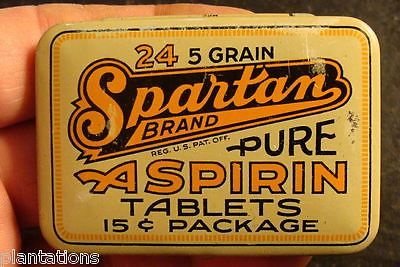 24 5 GRAIN
Spartan
BRAND
REG. U.S. PAT. OFF.
PURE
ASPIRIN
TABLETS
15¢ PACKAGE
plantations